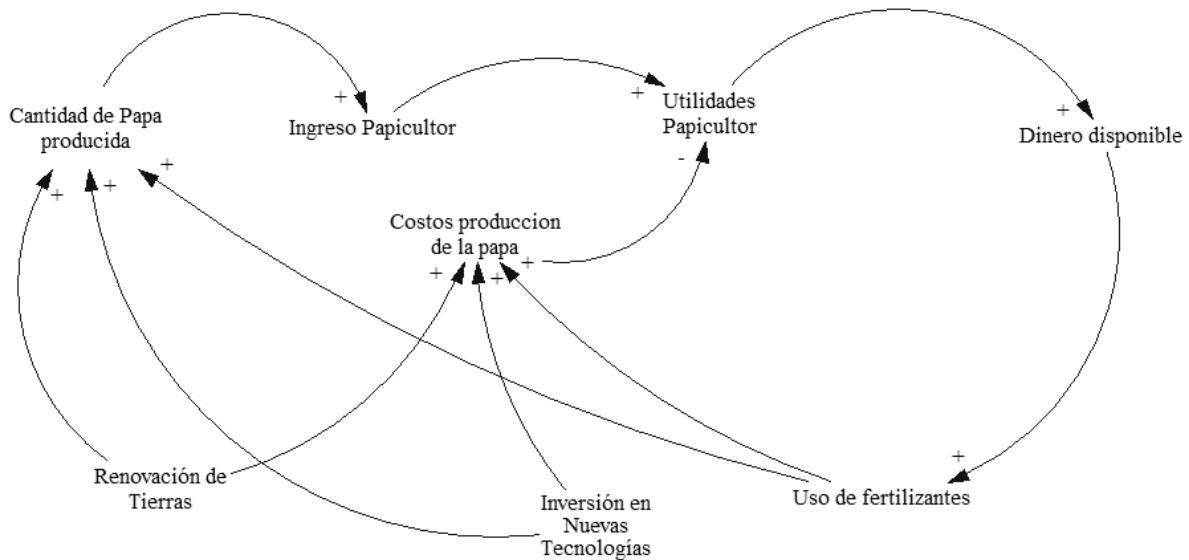 Cantidad de Papa
producida
+
Ingreso Papicultor
+
Utilidades
Papicultor
+
Dinero disponible
+
+
+
-
Costos produccion
de la papa
+
+
+
+
Renovación de
Tierras
Inversión en
Nuevas
Tecnologías
Uso de fertilizantes